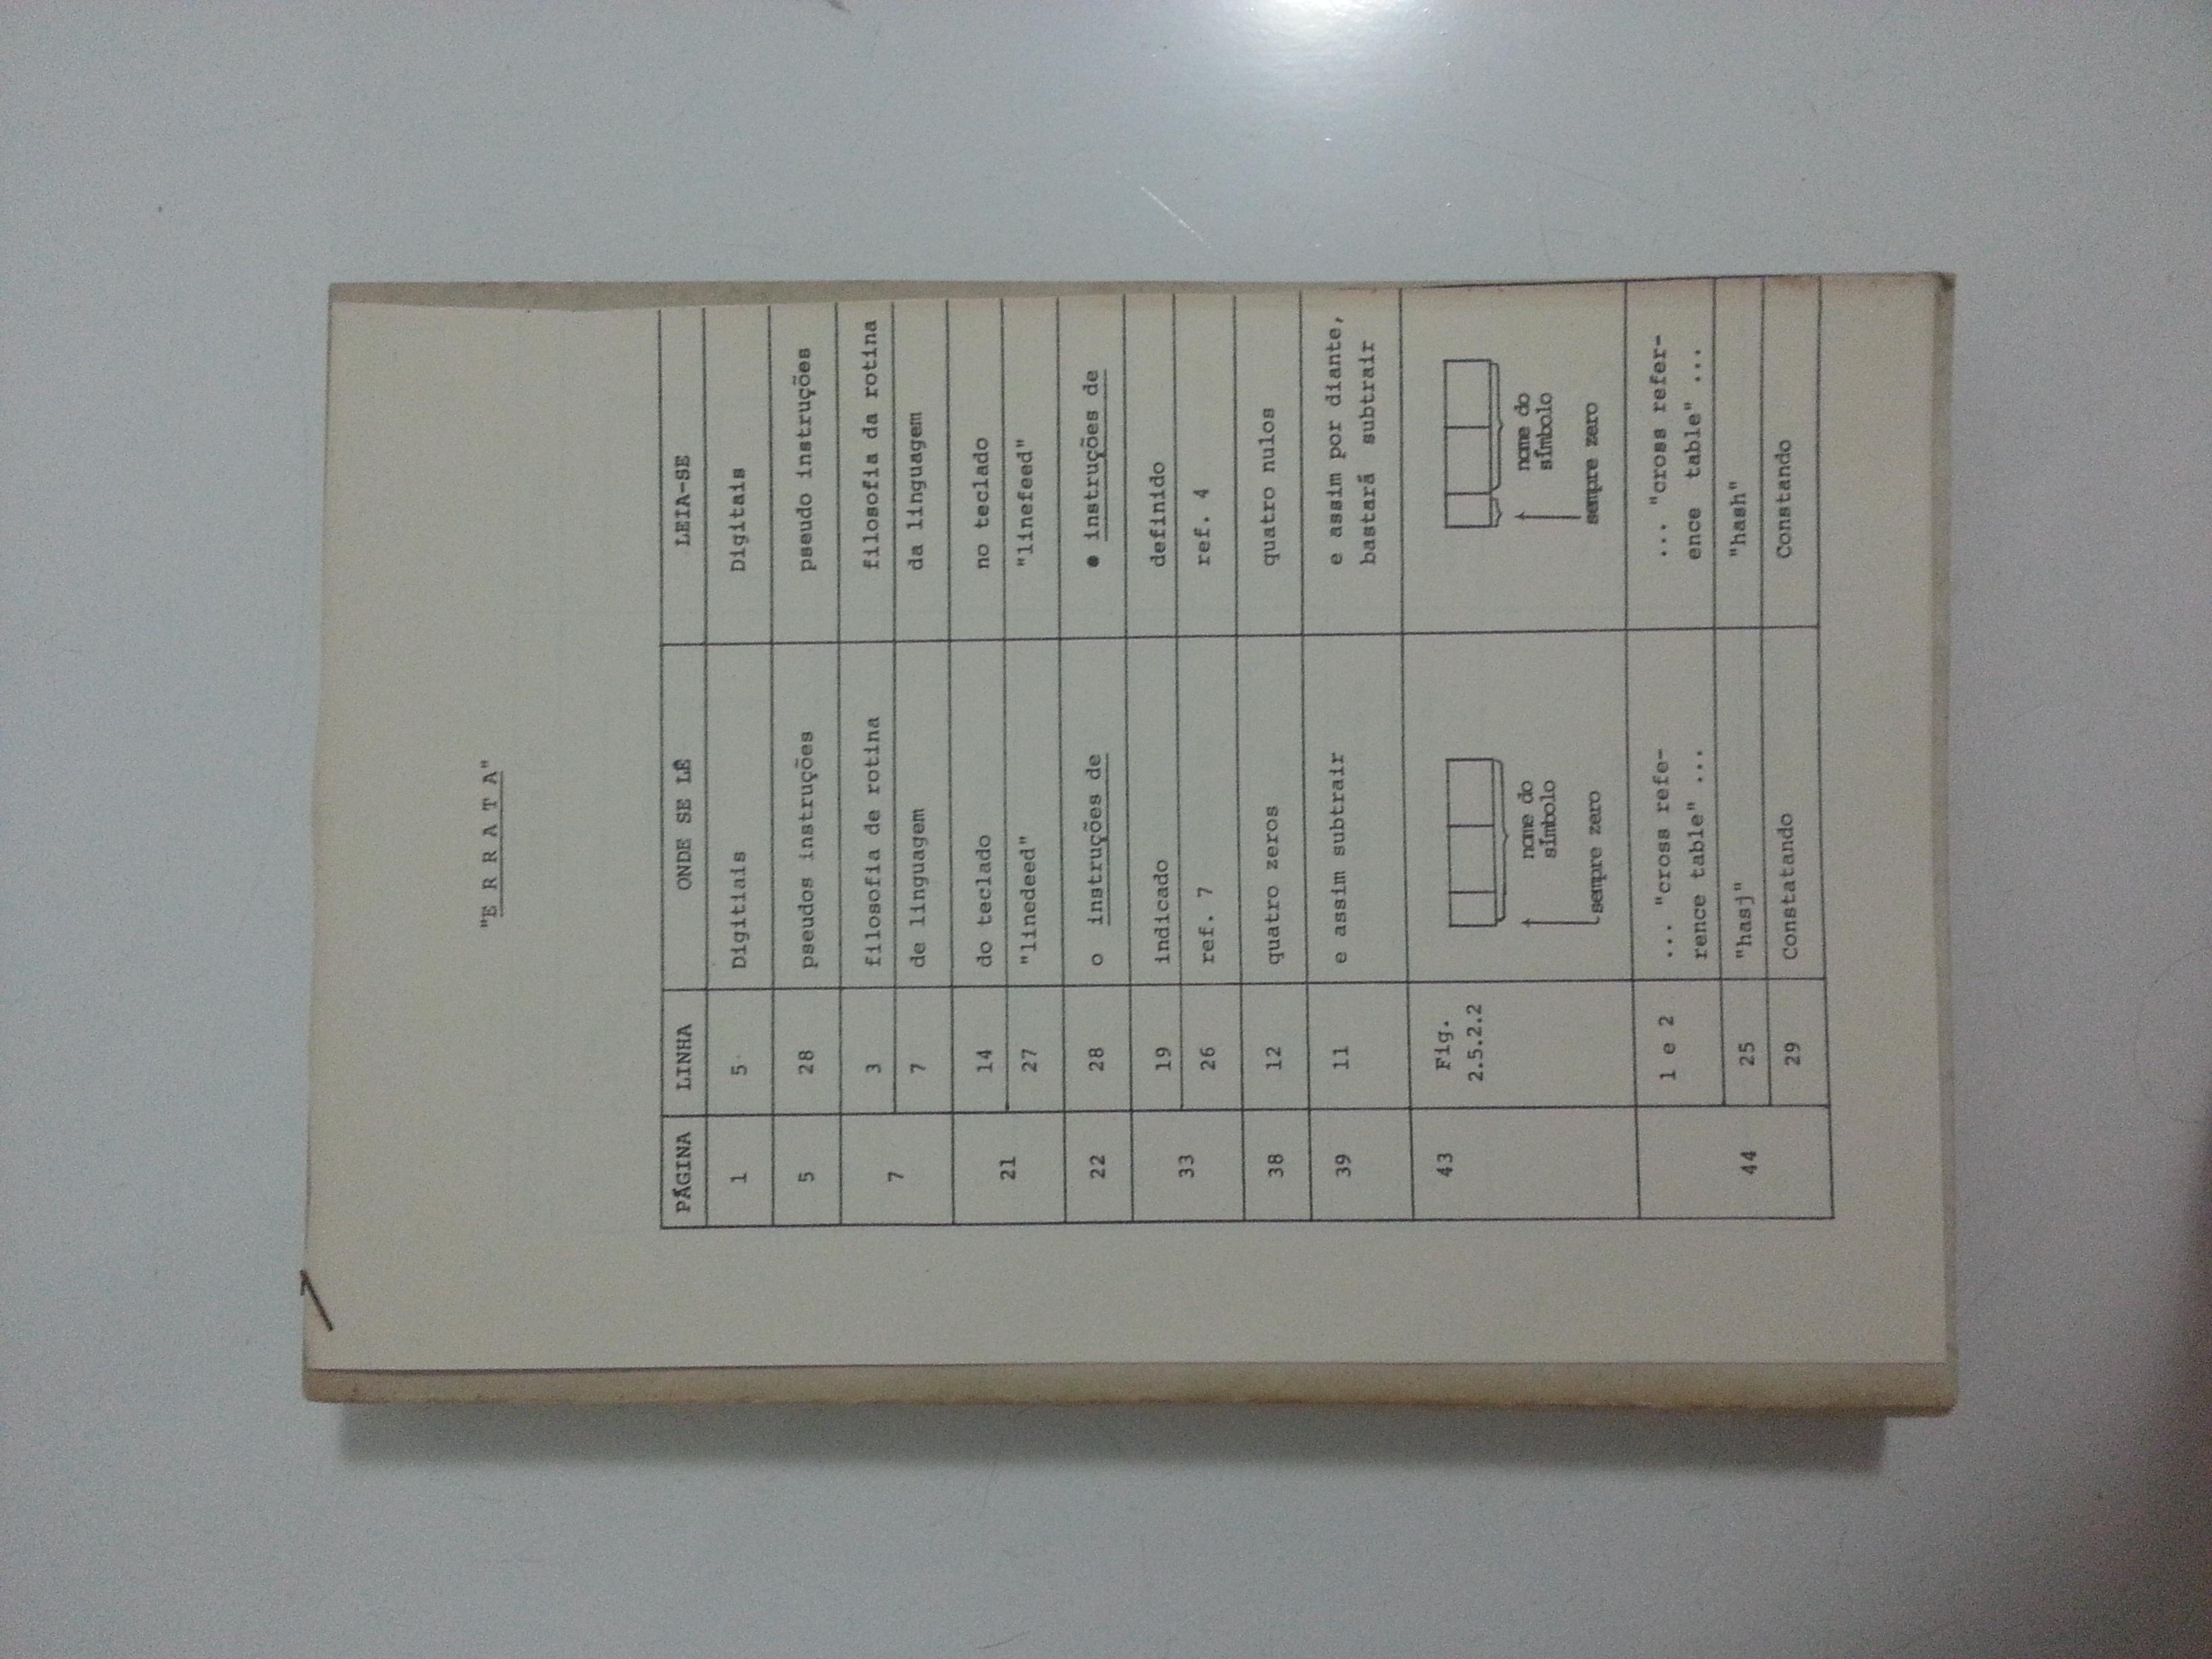 "E R R A T A"
PÁGINA LINHA ONDE SE LÊ LEIA-SE
1 5 Digitiais Digitais
5 28 pseudos instruções pseudo instruções
7
3 filosofia de rotina filosofia da rotina
7 de linguagem da linguagem
21
14 do teclado no teclado
27 "linedeed" "linefeed"
22 28 o instruções de ● instruções de
33
19 indicado definido
26 ref. 7 ref. 4
38 12 quatro zeros quatro nulos
39 11 e assim subtrair e assim por diante,
bastará subtrair
43 Fig.
2.5.2.2
nome do
símbolo
sempre zero
nome do
símbolo
sempre zero
44
1 e 2 ... "cross refe-
rence table" ...
... "cross refer-
ence table" ...
25 "hasj" "hash"
29 Constatando Constando